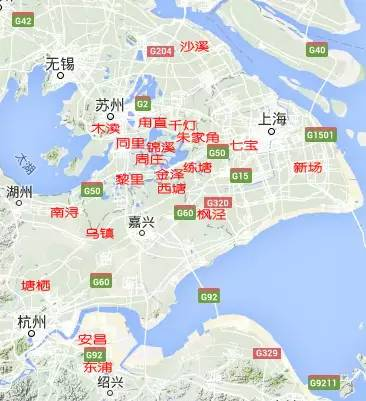 G42
沙溪
G40
G204
无锡
苏州
G2
甪直
千灯
上海
木渎
朱家角
G1501
同里
锦溪
七宝
周庄
G50
太湖
练塘
新场
黎里
金泽
G15
湖州
G50
西塘
G320
南浔
G60
枫泾
乌镇
嘉兴
塘栖
G60
G92
杭州
安昌
G92
G329
东浦
绍兴
G9211